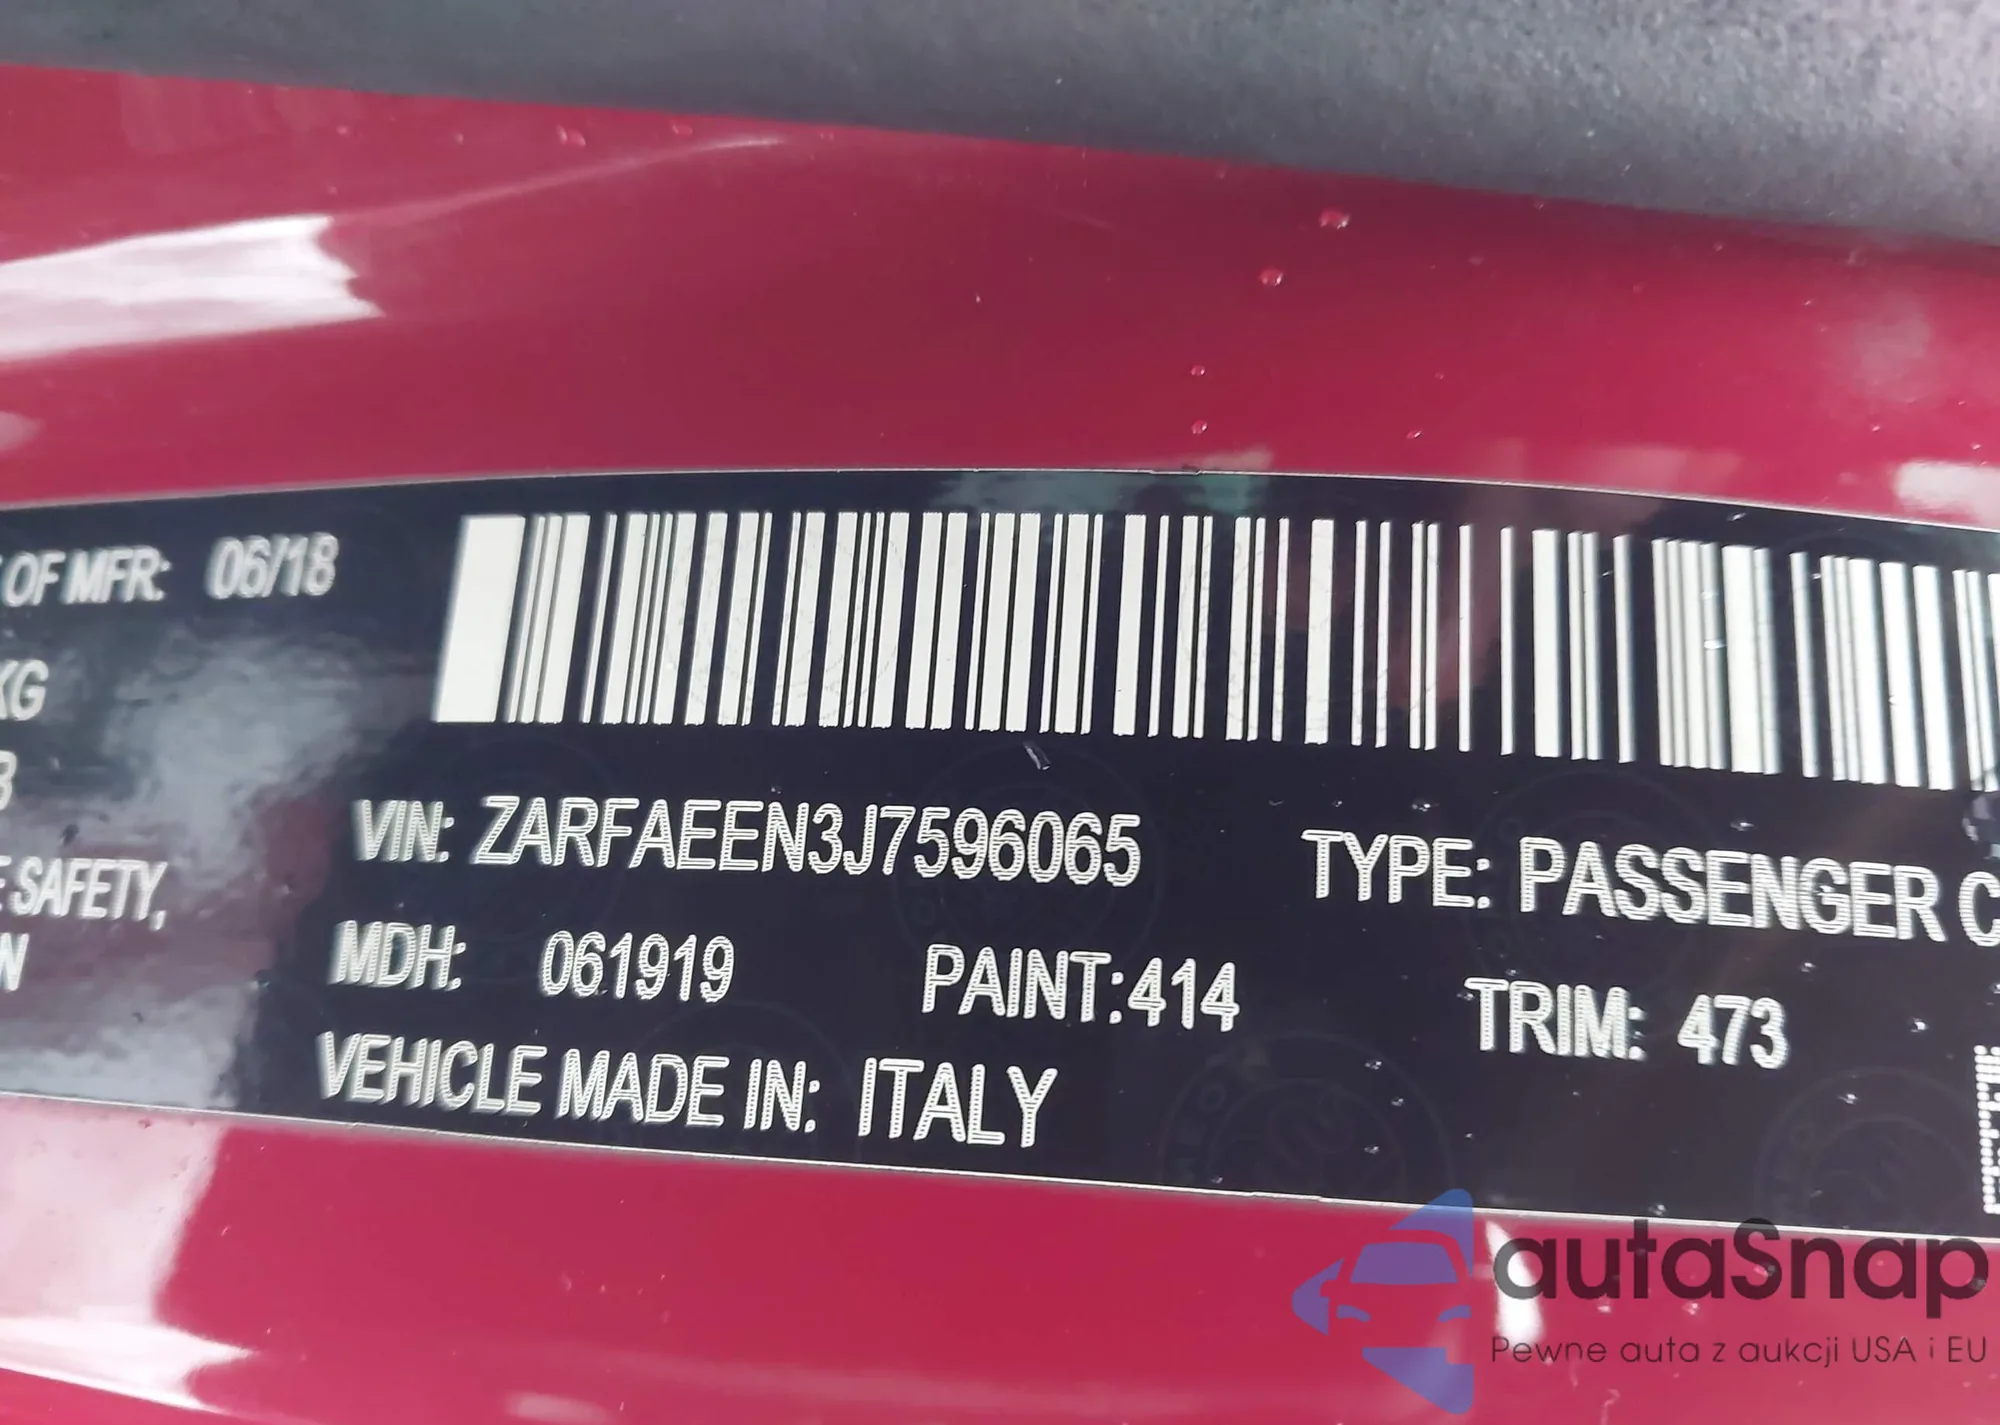 OF MFR: 06/18
KG
B
SAFETY,
VIN: ZARFAEEN3J7596065 TYPE: PASSENGER C
MDH: 061919 PAINT:414 TRIM: 473
VEHICLE MADE IN: ITALY
autaSnap
Pewne auta z aukcji USA i EU